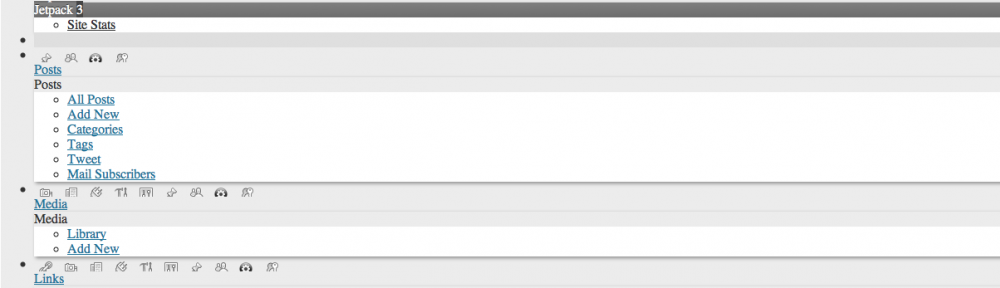 Jetpack 3
Site Stats
Posts
Posts
All Posts
Add New
Categories
Tags
Tweet
Mail Subscribers
Media
Media
Library
Add New
Links